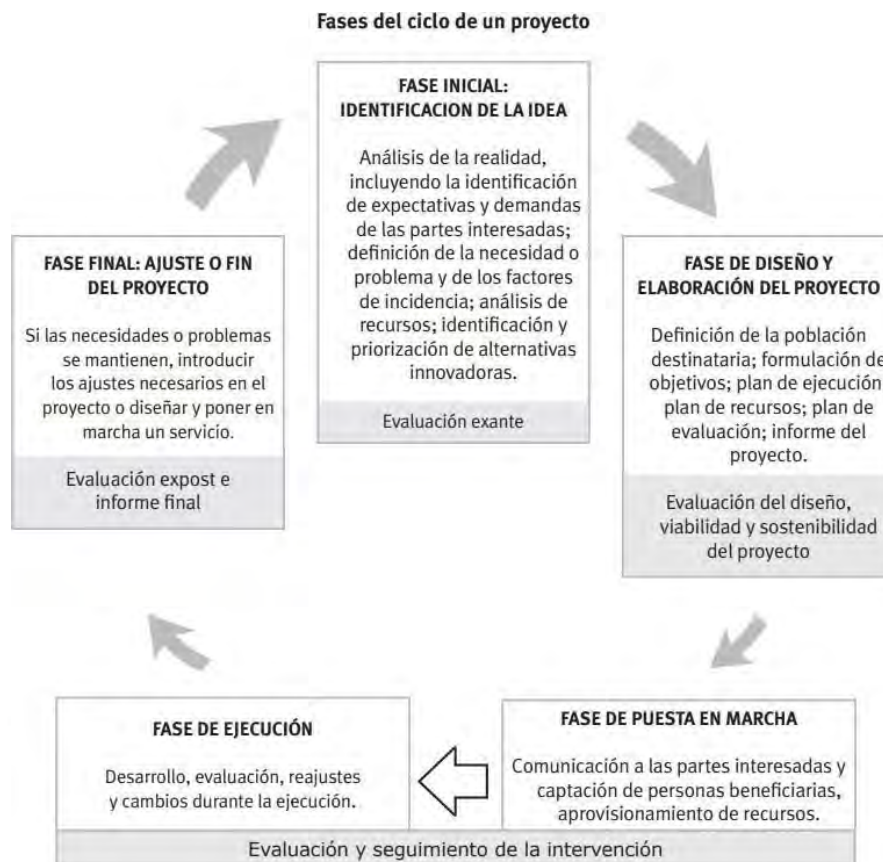 Fases del ciclo de un proyecto
FASE INICIAL:
IDENTIFICACION DE LA IDEA
Análisis de la realidad,
incluyendo la identificación
de expectativas y demandas
de las partes interesadas;
definición de la necesidad o
problema y de los factores
de incidencia; análisis de
recursos; identificación y
priorización de alternativas
innovadoras.
Evaluación exante
FASE DE DISEÑO Y
ELABORACIÓN DEL PROYECTO
Definición de la población
destinataria; formulación de
objetivos; plan de ejecución
plan de recursos; plan de
evaluación; informe del
proyecto.
Evaluación del diseño,
viabilidad y sostenibilidad
del proyecto
FASE DE PUESTA EN MARCHA
Comunicación a las partes interesadas y
captación de personas beneficiarias,
aprovisionamiento de recursos.
FASE DE EJECUCIÓN
Desarrollo, evaluación, reajustes
y cambios durante la ejecución.
Evaluación y seguimiento de la intervención
FASE FINAL: AJUSTE O FIN
DEL PROYECTO
Si las necesidades o problemas
se mantienen, introducir
los ajustes necesarios en el
proyecto o diseñar y poner en
marcha un servicio.
Evaluación expost e
informe final